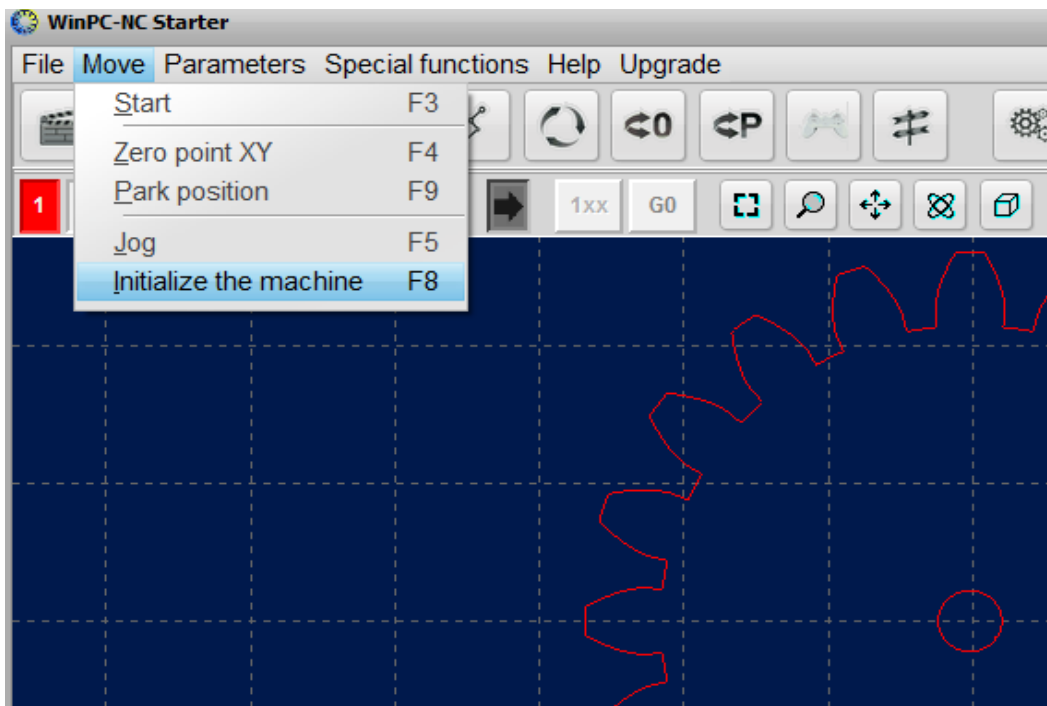 WinPC-NC Starter
File Move Parameters Special functions Help Upgrade
Start F3
Zero point XY F4
Park position F9
Jog F5
Initialize the machine F8
0 P
1 1xx G0